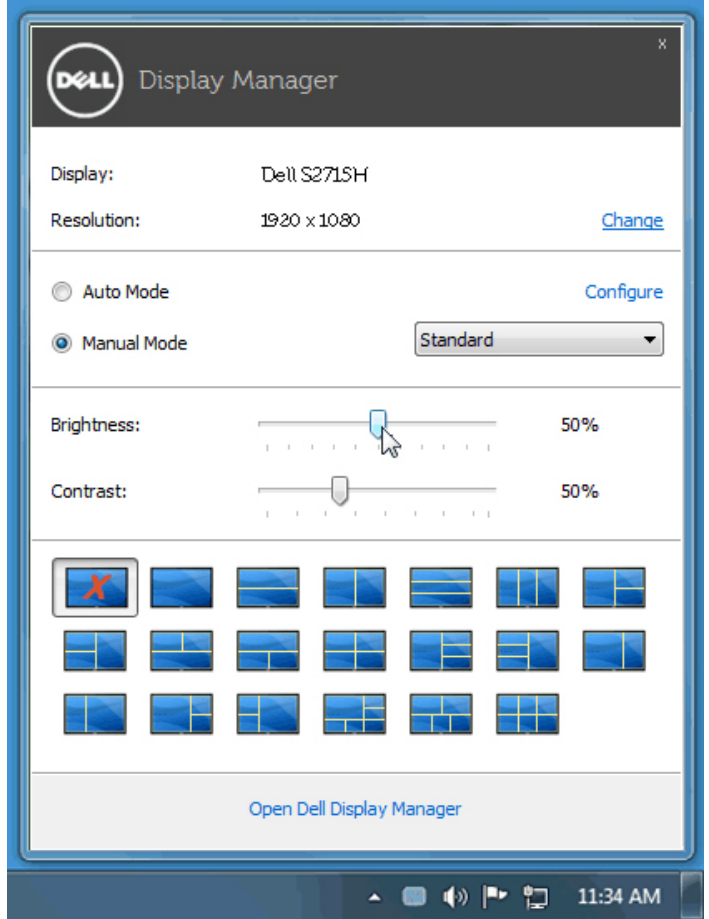 x
DELL Display Manager
Display: Dell S2715H
Resolution: 1920 x 1080 Change
Auto Mode Configure
Manual Mode Standard
Brightness: 50%
Contrast: 50%
X
Open Dell Display Manager
11:34 AM